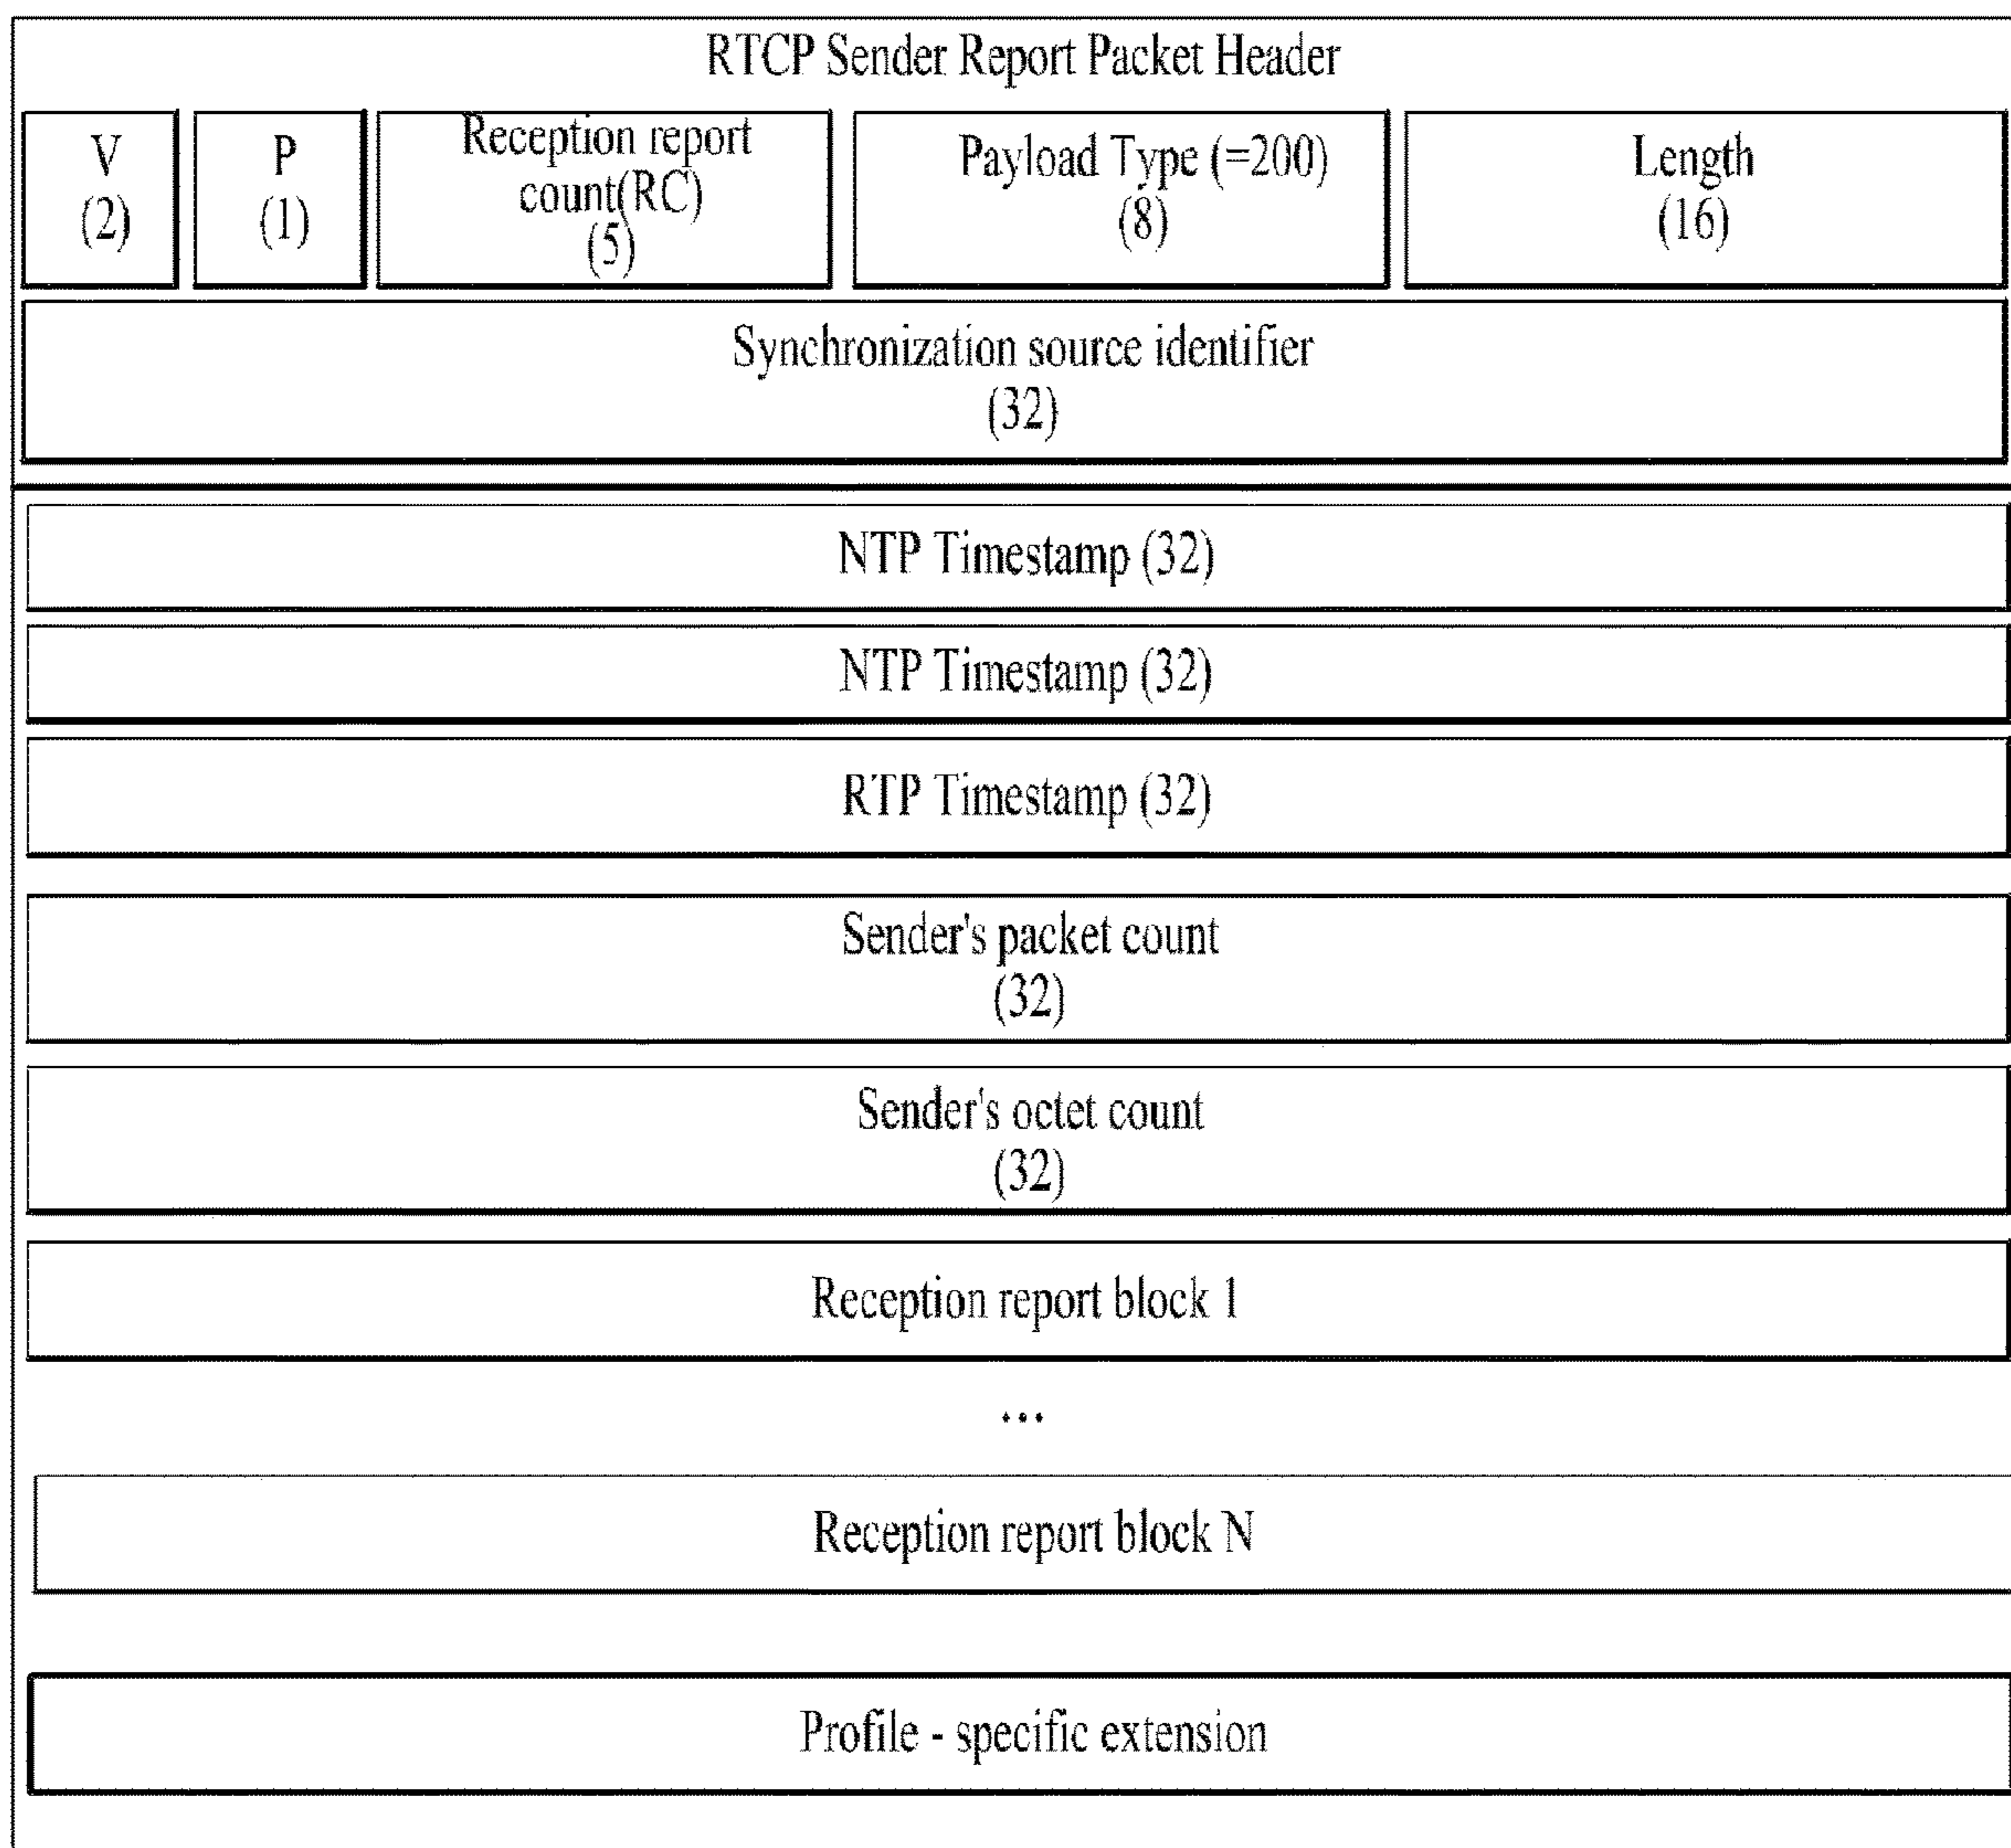 RTCP Sender Report Packet Header
V
(2)
P
(1)
Reception report
count(RC)
(5)
Payload Type (=200)
(8)
Length
(16)
Synchronization source identifier
(32)
NTP Timestamp (32)
NTP Timestamp (32)
RTP Timestamp (32)
Sender's packet count
(32)
Sender's octet count
(32)
Reception report block 1
...
Reception report block N
Profile - specific extension